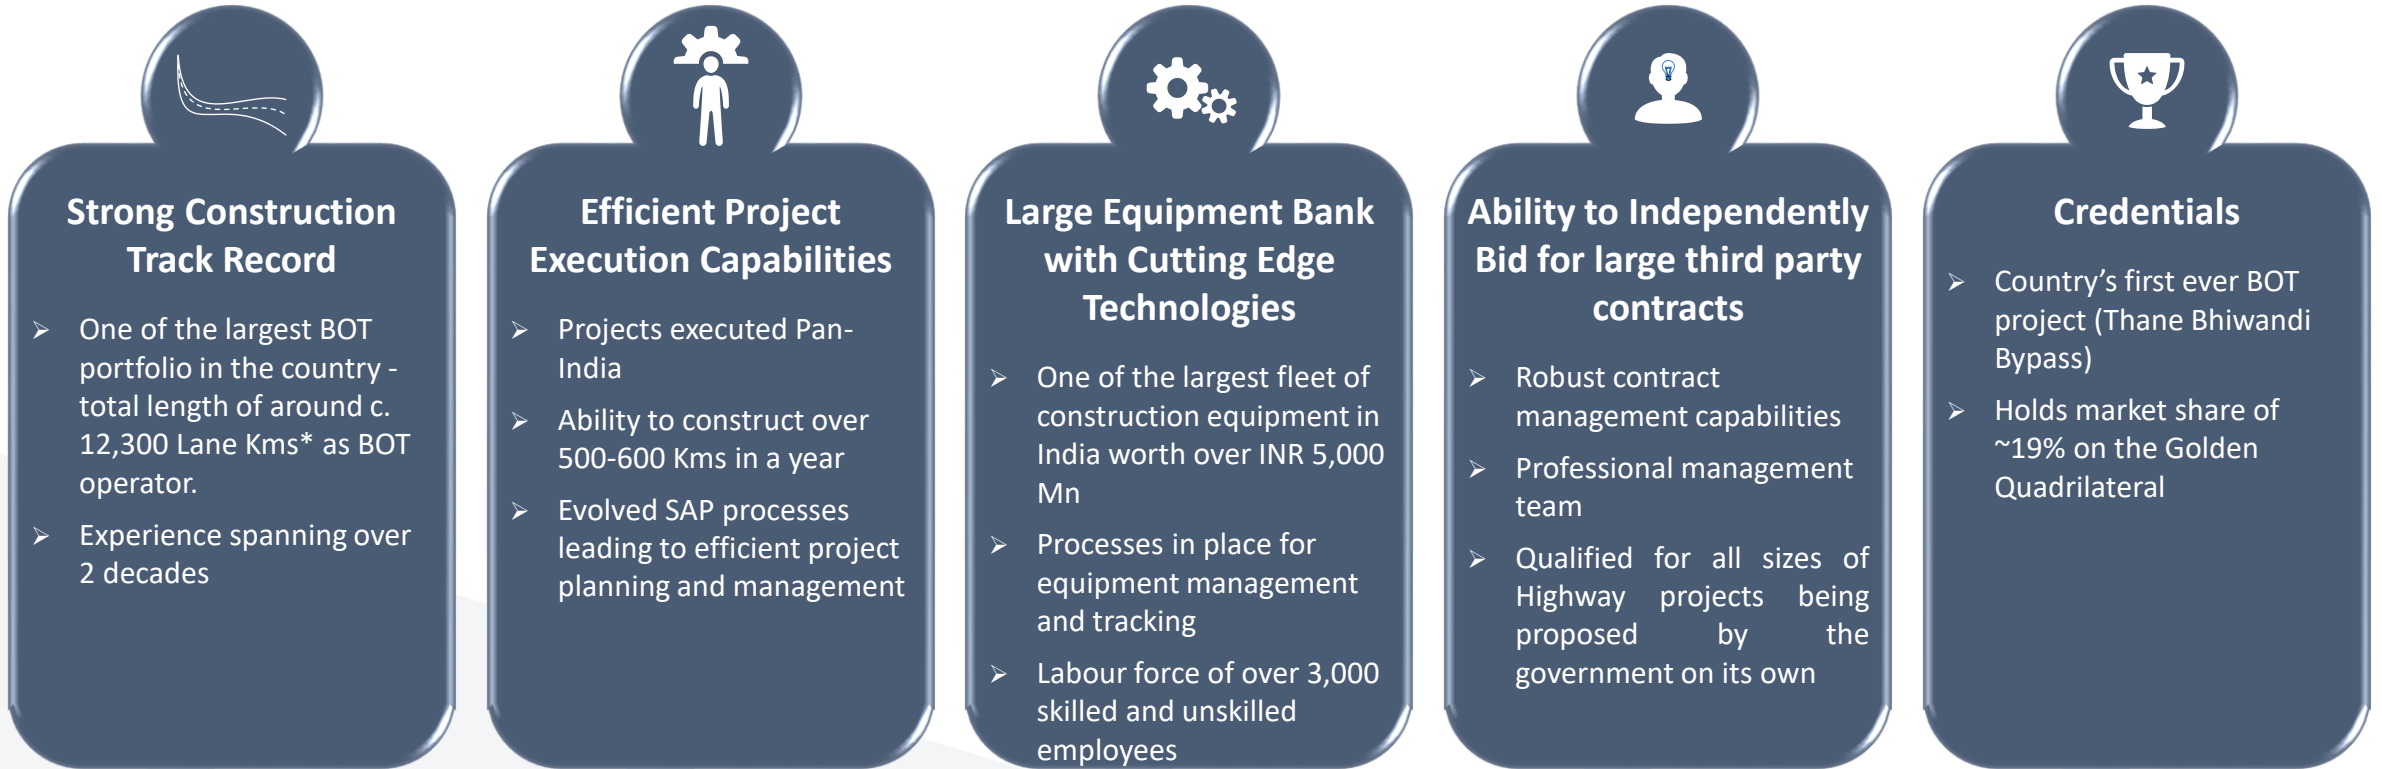 Strong Construction
Track Record
➢ One of the largest BOT
portfolio in the country -
total length of around c.
12,300 Lane Kms* as BOT
operator.
➢ Experience spanning over
2 decades
Efficient Project
Execution Capabilities
➢ Projects executed Pan-
India
➢ Ability to construct over
500-600 Kms in a year
➢ Evolved SAP processes
leading to efficient project
planning and management
Large Equipment Bank
with Cutting Edge
Technologies
➢ One of the largest fleet of
construction equipment in
India worth over INR 5,000
Mn
➢ Processes in place for
equipment management
and tracking
➢ Labour force of over 3,000
skilled and unskilled
employees
Ability to Independently
Bid for large third party
contracts
➢ Robust contract
management capabilities
➢ Professional management
team
➢ Qualified for all sizes of
Highway projects being
proposed by the
government on its own
Credentials
➢ Country’s first ever BOT
project (Thane Bhiwandi
Bypass)
➢ Holds market share of
~19% on the Golden
Quadrilateral